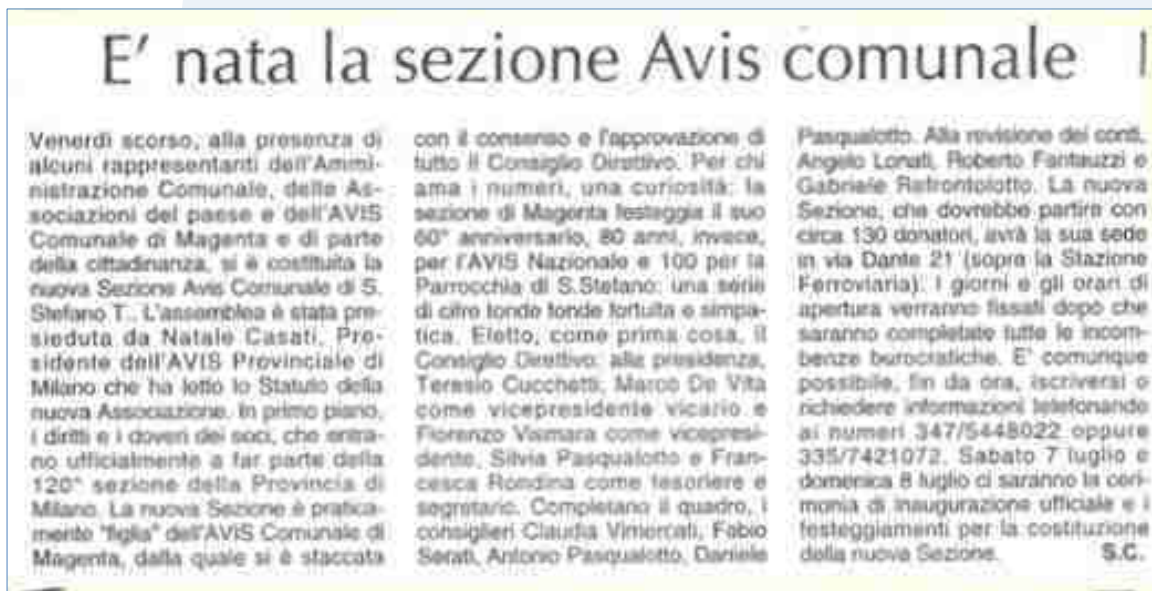 E' nata la sezione Avis comunale
Venerdì scorso, alla presenza di
alcuni rappresentanti dell'Ammi-
nistrazione Comunale, delle As-
sociazioni del paese e dell'AVIS
Comunale di Magenta e di parte
della cittadinanza, si è costituita la
nuova Sezione Avis Comunale di S.
Stefano T.. L'assemblea è stata pre-
sieduta da Natale Casati, Pre-
sidente dell'AVIS Provinciale di
Milano che ha letto lo Statuto della
nuova Associazione. In primo piano,
i diritti e i doveri dei soci, che entra-
no ufficialmente a far parte della
120° sezione della Provincia di
Milano. La nuova Sezione è pratica-
mente "figlia" dell'AVIS Comunale di
Magenta, dalla quale si è staccata
con il consenso e l'approvazione di
tutto il Consiglio Direttivo. Per chi
ama i numeri, una curiosità: la
sezione di Magenta festeggia il suo
60° anniversario, 80 anni, invece,
per l'AVIS Nazionale e 100 per la
Parrocchia di S.Stefano: una serie
di cifre tonde tonde fortuita e simpa-
tica. Eletto, come prima cosa, il
Consiglio Direttivo: alla presidenza,
Teresio Cucchetti, Marco De Vita
come vicepresidente vicario e
Fiorenzo Vismara come vicepresi-
dente, Silvia Pasqualotto e Fran-
cesca Rondina come tesoriere e
segretario. Completano il quadro, i
consiglieri Claudia Vimercati, Fabio
Serati, Antonio Pasqualotto, Daniele
Pasqualotto. Alla revisione dei conti,
Angelo Lonati, Roberto Fantauzzi e
Gabriele Refrontolotto. La nuova
Sezione, che dovrebbe partire con
circa 130 donatori, avrà la sua sede
in via Dante 21 (sopra la Stazione
Ferroviaria). I giorni e gli orari di
apertura verranno fissati dopo che
saranno completate tutte le incom-
benze burocratiche. E' comunque
possibile, fin da ora, iscriversi o
richiedere informazioni telefonando
ai numeri 347/5448022 oppure
335/7421072. Sabato 7 luglio e
domenica 8 luglio ci saranno la ceri-
monia di inaugurazione ufficiale e i
festeggiamenti per la costituzione
della nuova Sezione. S.C.